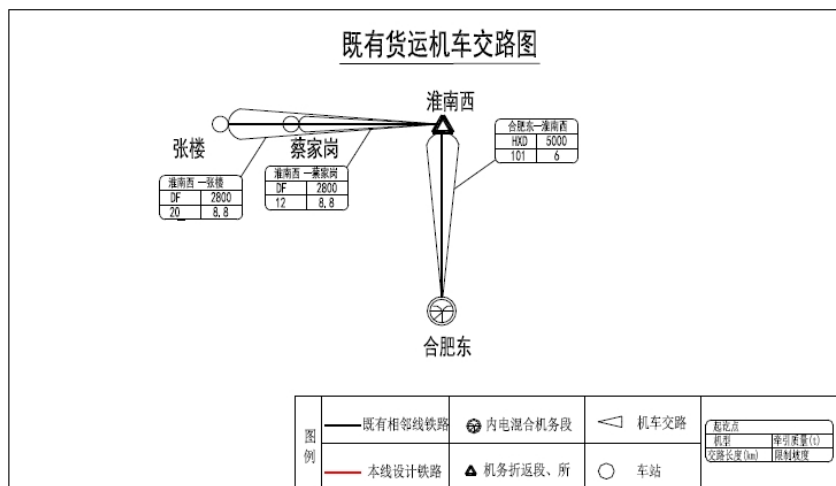 既有货运机车交路图
淮南西
张楼
蔡家岗
合肥东—淮南西
HXD 5000
101 6
淮南西 —张楼
DF 2800
20 8.8
淮南西 —蔡家岗
DF 2800
12 8.8
合肥东
图例
既有相邻线铁路
内电混合机务段
机车交路
本线设计铁路
机务折返段、所
车站
起讫点
机型 牵引质量(t)
交路长度(km) 限制坡度